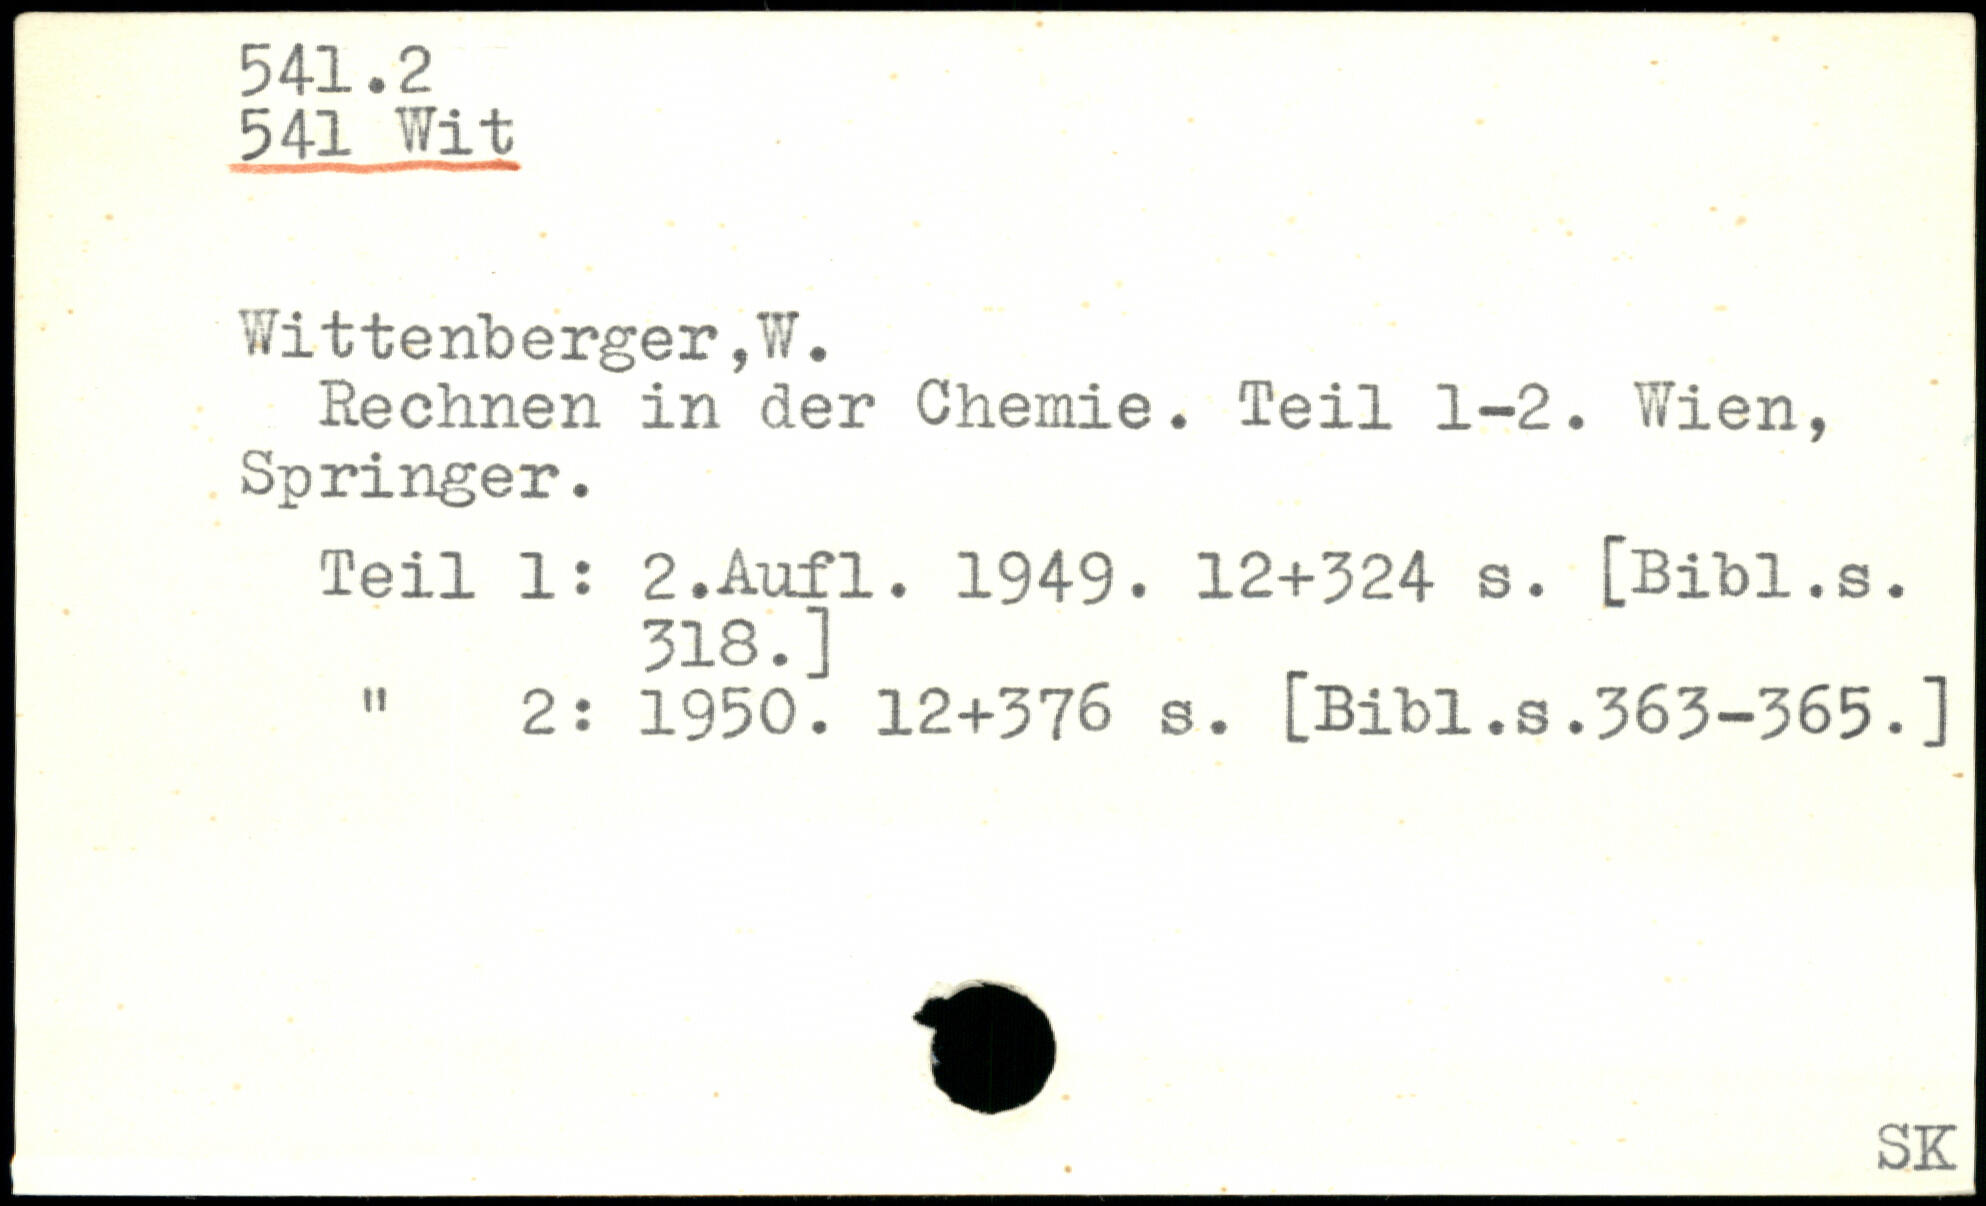 541.2
541 Wit
Wittenberger,W.
Rechnen in der Chemie. Teil 1-2. Wien,
Springer.
Teil 1: 2.Aufl. 1949. 12+324 s. [Bibl.s.
318.]
" 2: 1950. 12+376 s. [Bibl.s.363-365.]
SK